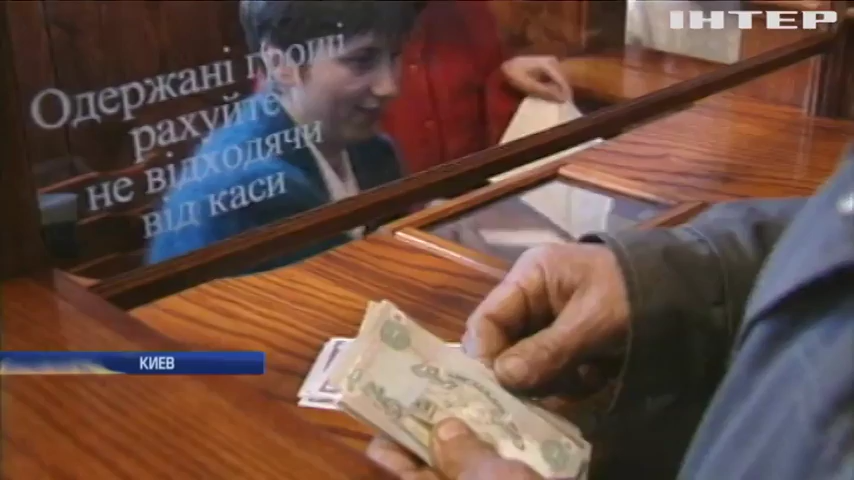 ІНТЕР
Одержані гроші
рахуйте
не відходячи
від каси
КИЕВ